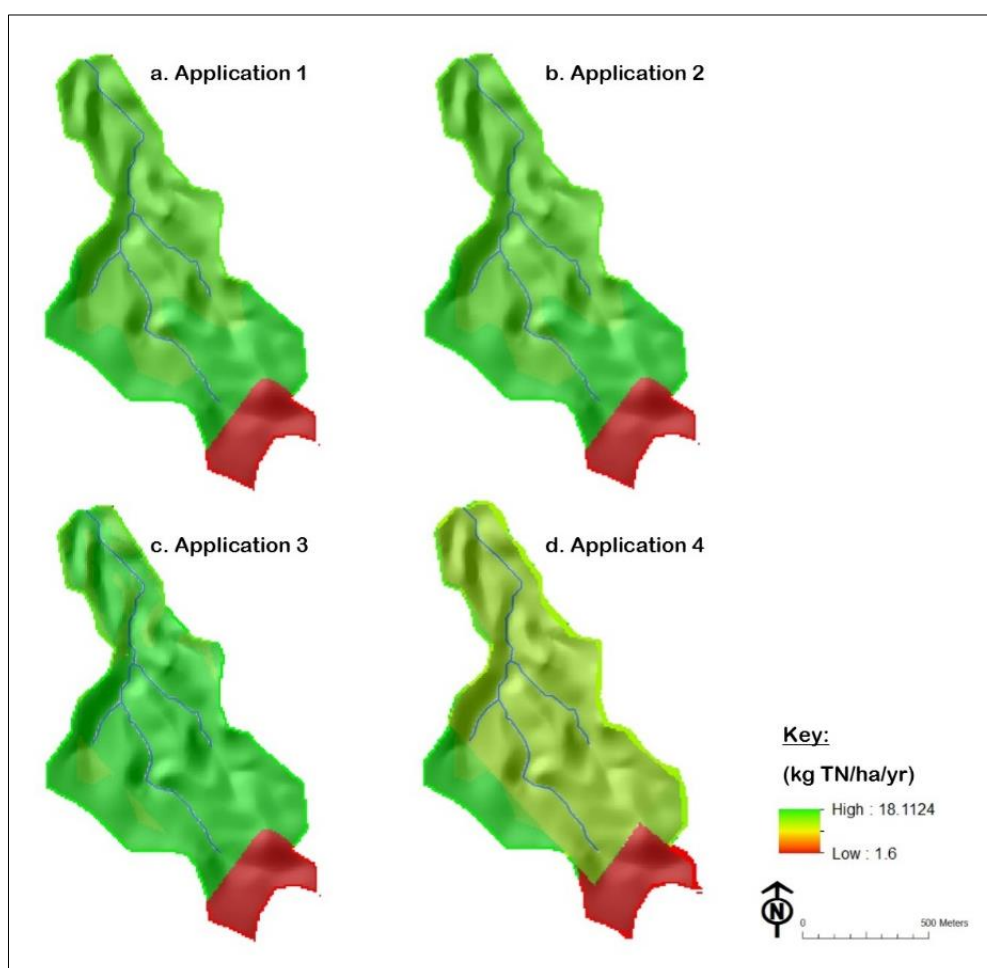 a. Application 1
b. Application 2
c. Application 3
d. Application 4
Key:
(kg TN/ha/yr)
High : 18.1124
Low : 1.6
N
0
500 Meters